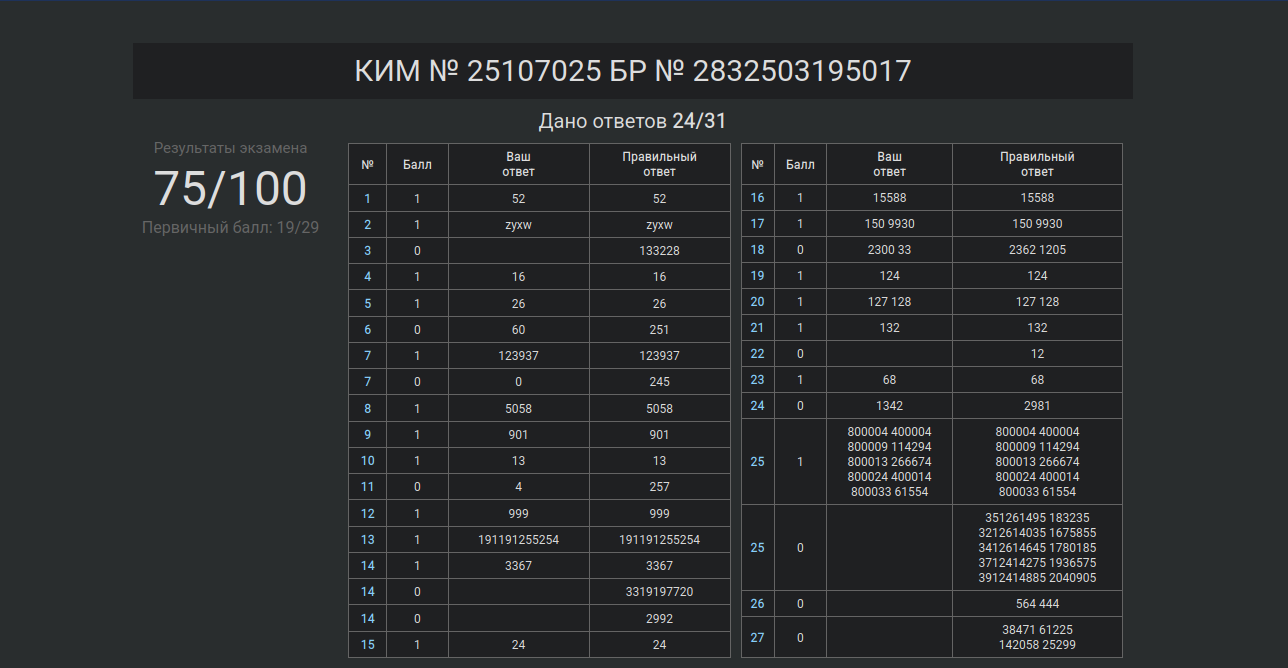 КИМ № 25107025 БР № 2832503195017
Дано ответов 24/31
Результаты экзамена
75/100
Первичный балл: 19/29
№ Балл Ваш ответ Правильный ответ
1 1 52 52
2 1 zyxw zyxw
3 0 133228
4 1 16 16
5 1 26 26
6 0 60 251
7 1 123937 123937
7 0 0 245
8 1 5058 5058
9 1 901 901
10 1 13 13
11 0 4 257
12 1 999 999
13 1 191191255254 191191255254
14 1 3367 3367
14 0 3319197720
14 0 2992
15 1 24 24
№ Балл Ваш ответ Правильный ответ
16 1 15588 15588
17 1 150 9930 150 9930
18 0 2300 33 2362 1205
19 1 124 124
20 1 127 128 127 128
21 1 132 132
22 0 12
23 1 68 68
24 0 1342 2981
25 1
800004 400004 800004 400004
800009 114294 800009 114294
800013 266674 800013 266674
800024 400014 800024 400014
800033 61554 800033 61554
25 0
351261495 183235
3212614035 1675855
3412614645 1780185
3712414275 1936575
3912414885 2040905
26 0 564 444
27 0
38471 61225
142058 25299